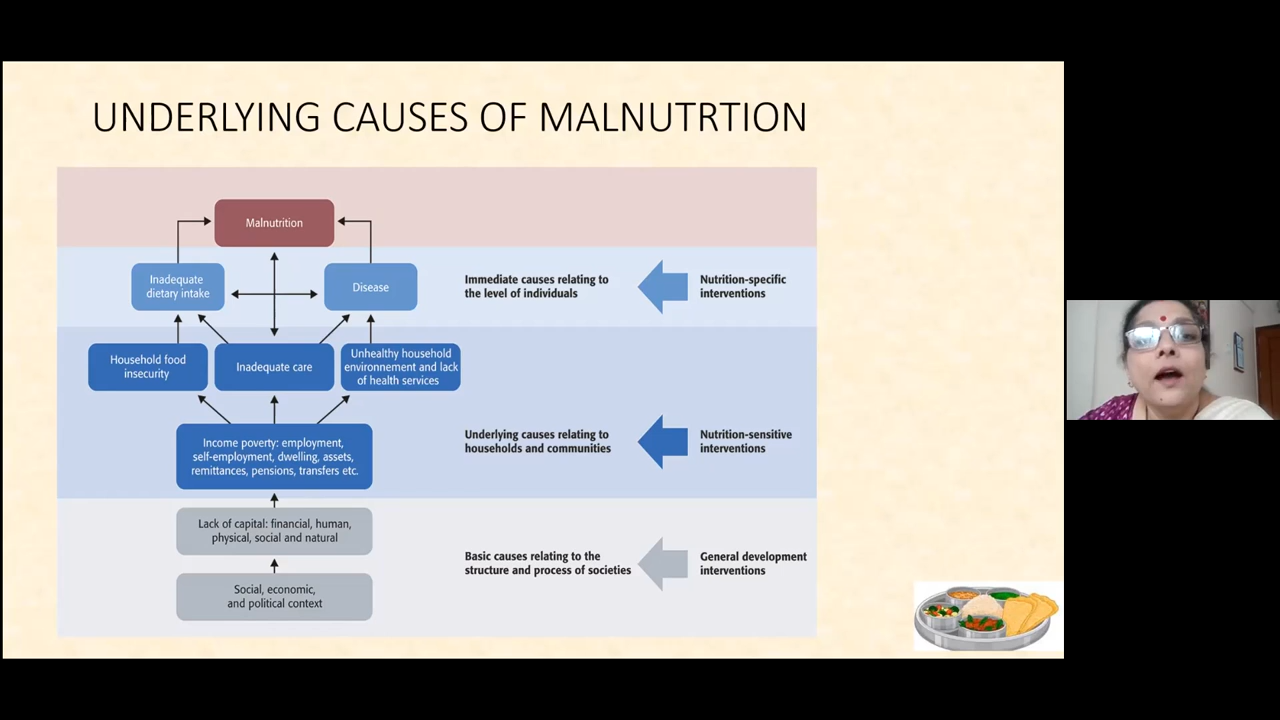 UNDERLYING CAUSES OF MALNUTRTION
Malnutrition
Inadequate
dietary intake
Disease
Immediate causes relating to
the level of individuals
Nutrition-specific
interventions
Household food
insecurity
Inadequate care
Unhealthy household
environnement and lack
of health services
Income poverty: employment,
self-employment, dwelling, assets,
remittances, pensions, transfers etc.
Underlying causes relating to
households and communities
Nutrition-sensitive
interventions
Lack of capital: financial, human,
physical, social and natural
Social, economic,
and political context
Basic causes relating to the
structure and process of societies
General development
interventions